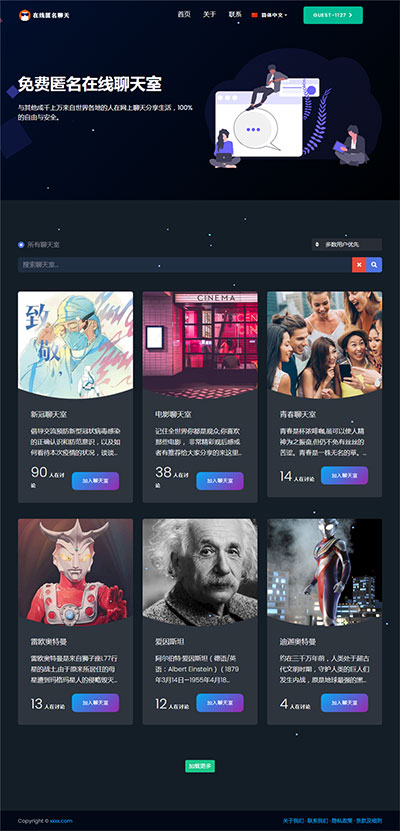 在线匿名聊天
首页
关于
联系
简体中文
GUEST-1127
免费匿名在线聊天室
与其他成千上万来自世界各地的人在网上聊天分享生活，100%
的自由与安全。
所有聊天室
多数用户优先
搜索聊天室...
致
敬
CINEMA
新冠聊天室
倡导交流预防新型冠状病毒感染
的正确认识和防范意识，以及如
何看待本次疫情的状况，谈谈...
90 人在讨
论
加入聊天室
电影聊天室
记住全世界你都是观众,你喜欢
那些电影，非常精彩观后感或
者有推荐给大家分享的来这里...
38 人在讨
论
加入聊天室
青春聊天室
青春是杯浓咖啡,虽可以使人精
神为之振奋,但仍不免有丝丝的
苦涩。青春是一株无名的草。...
14 人在讨论
加入聊天室
雷欧奥特曼
雷欧奥特曼是来自狮子座L77行
星的战士,由于原来所居住的母
星遭到玛格玛星人的侵略毁灭...
13 人在讨论
加入聊天室
爱因斯坦
阿尔伯特·爱因斯坦（德语/英
语：Albert Einstein）（1879
年3月14日—1955年4月18...
12 人在讨论
加入聊天室
迪迦奥特曼
约在三千万年前，人类处于超古
代文明时期，守护人类的巨人们
发生内战，原是地球最强的黑...
4 人在讨论
加入聊天室
加载更多
Copyright © xxxx.com
关于我们 · 联系我们 · 隐私政策 · 条款及细则